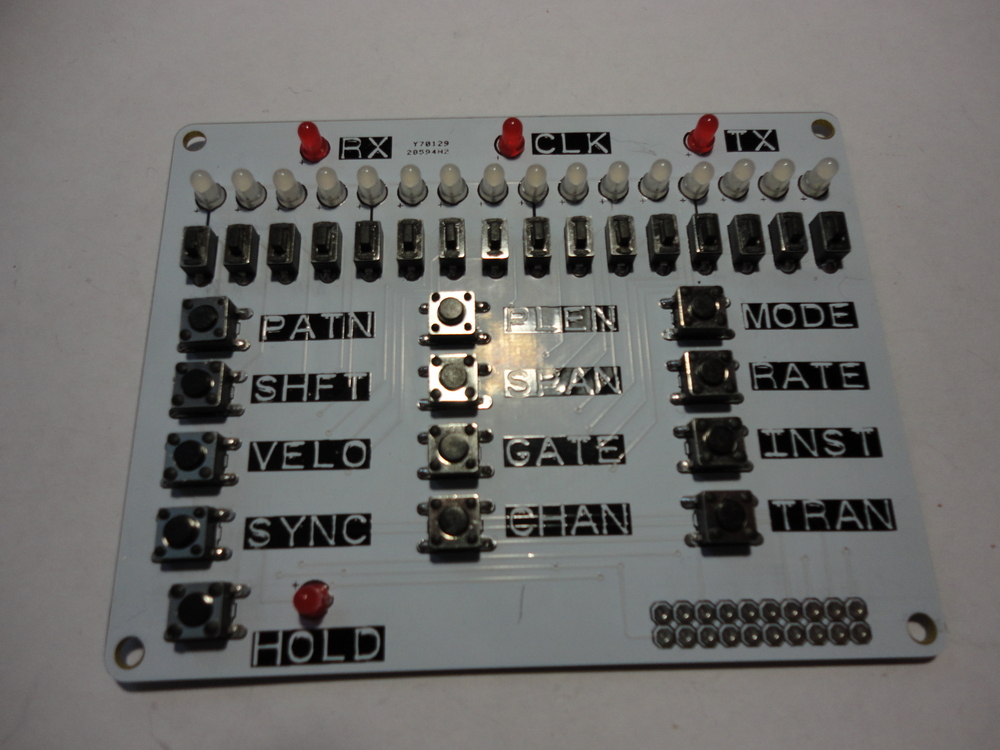 RX
Y70129
20594H2
CLK
TX
PATN
PLEN
MODE
SHFT
SPAN
RATE
VELO
GATE
INST
SYNC
CHAN
TRAN
HOLD